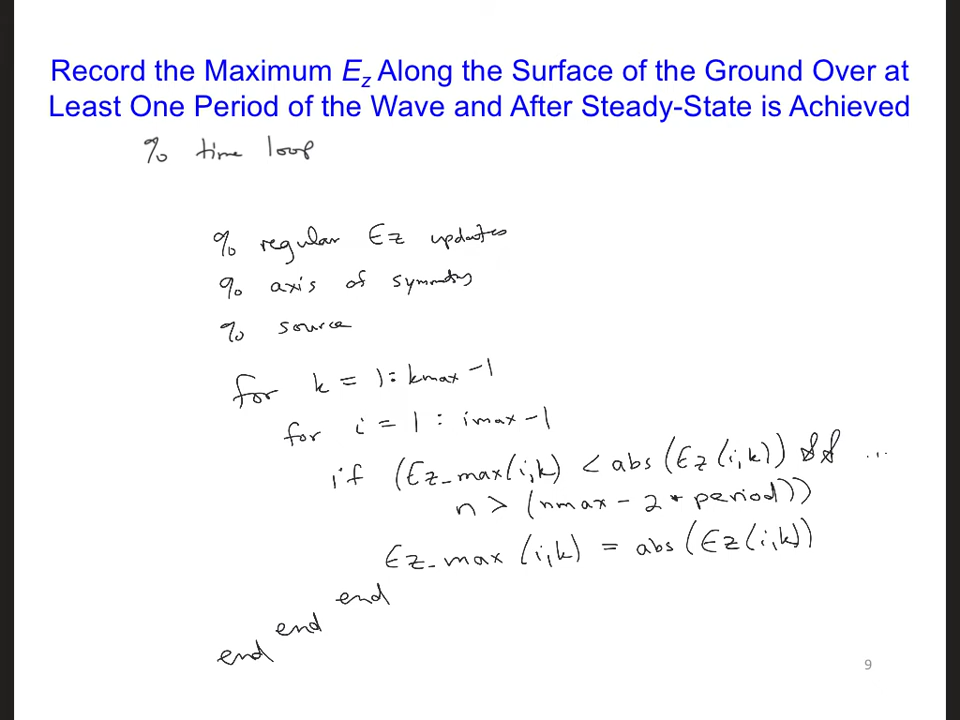 Record the Maximum Ez Along the Surface of the Ground Over at
Least One Period of the Wave and After Steady-State is Achieved
% time loop
% regular Ez updates
% axis of symmetry
% source
for k = 1:kmax-1
for i = 1:imax-1
if (Ez_max(i,k) < abs(Ez(i,k)) && ...
n > (nmax - 2 * period))
Ez_max(i,k) = abs(Ez(i,k))
end
end
end
9